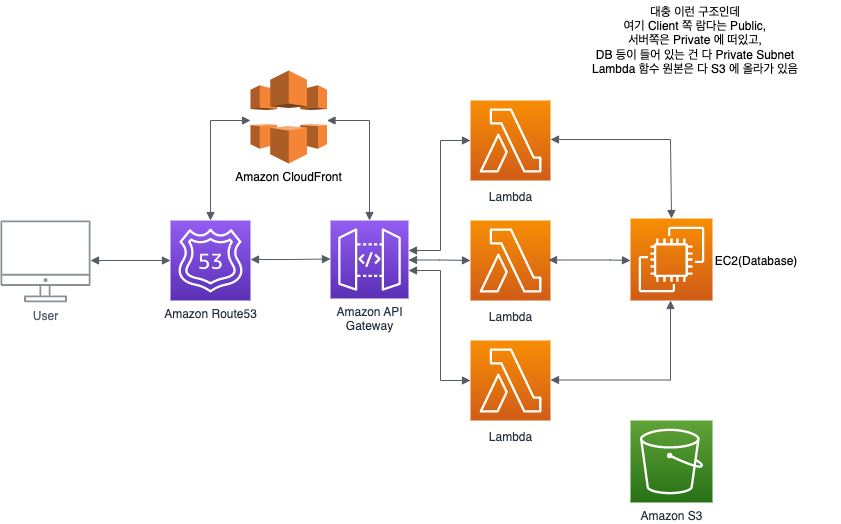 대충 이런 구조인데
여기 Client 쪽 람다는 Public,
서버쪽은 Private 에 떠있고,
DB 등이 들어 있는 건 다 Private Subnet
Lambda 함수 원본은 다 S3 에 올라가 있음
Amazon CloudFront
Lambda
53
</>
EC2(Database)
User
Amazon Route53
Amazon API
Gateway
Lambda
Lambda
Amazon S3